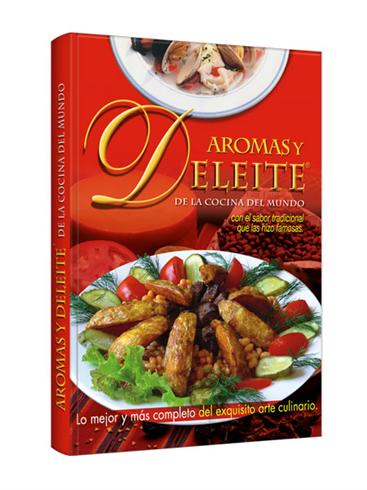 AROMAS Y
DELEITE®
DE LA COCINA DEL MUNDO
con el sabor tradicional
que las hizo famosas.
Lo mejor y más completo del exquisito arte culinario.
AROMAS Y DELEITE® DE LA COCINA DEL MUNDO